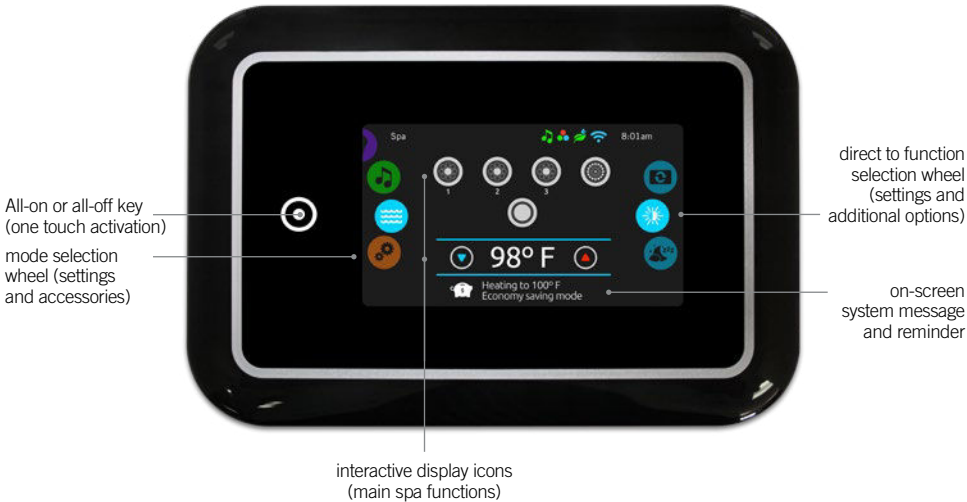 Spa
8:01am
1
2
3
98° F
Heating to 100° F
Economy saving mode
All-on or all-off key
(one touch activation)
mode selection
wheel (settings
and accessories)
direct to function
selection wheel
(settings and
additional options)
on-screen
system message
and reminder
interactive display icons
(main spa functions)